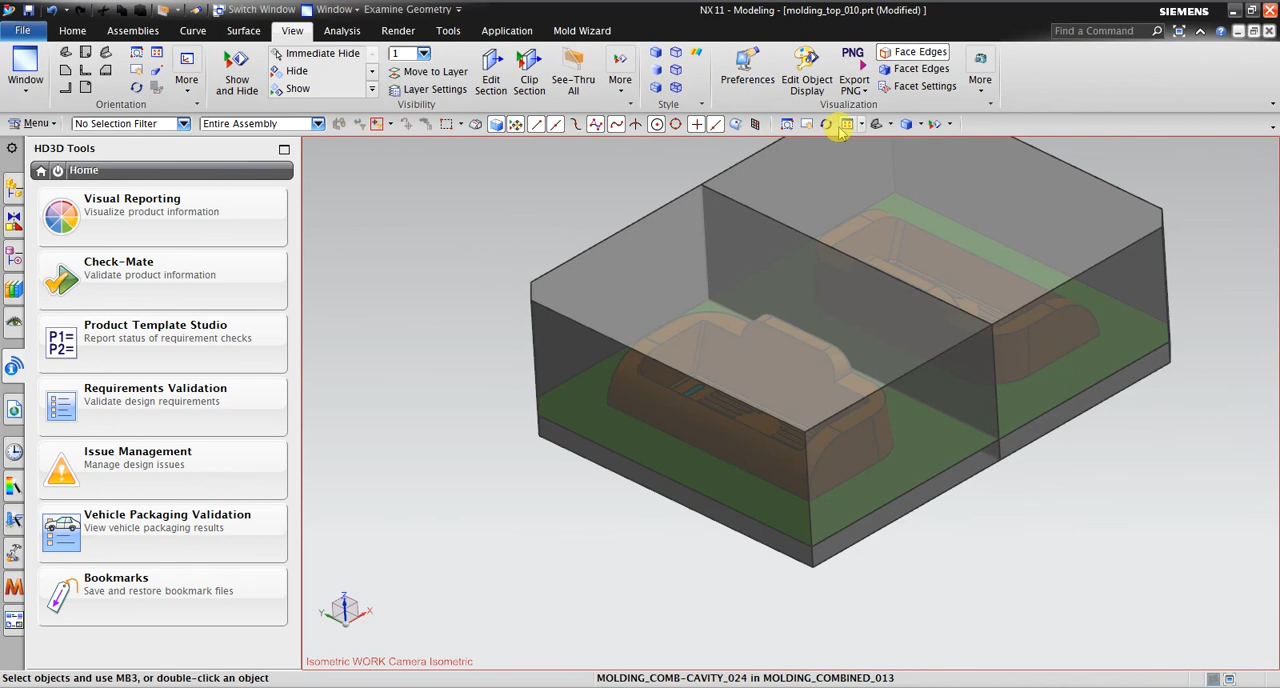 NX 11 - Modeling - [molding_top_010.prt (Modified) ]
SIEMENS
Switch Window
Window
Examine Geometry
File
Home
Assemblies
Curve
Surface
View
Analysis
Render
Tools
Application
Mold Wizard
Find a Command
Window
More
Orientation
Show and Hide
Immediate Hide
Hide
Show
1
Move to Layer
Layer Settings
Visibility
Edit Section
Clip Section
See-Thru All
More
Style
Preferences
Edit Object Display
PNG
Export PNG
Face Edges
Facet Edges
Facet Settings
Visualization
More
Menu
No Selection Filter
Entire Assembly
HD3D Tools
Home
Visual Reporting
Visualize product information
Check-Mate
Validate product information
Product Template Studio
Report status of requirement checks
P1=
P2=
Requirements Validation
Validate design requirements
Issue Management
Manage design issues
Vehicle Packaging Validation
View vehicle packaging results
Bookmarks
Save and restore bookmark files
Z
Y
X
Isometric WORK Camera Isometric
Select objects and use MB3, or double-click an object
MOLDING_COMB-CAVITY_024 in MOLDING_COMBINED_013